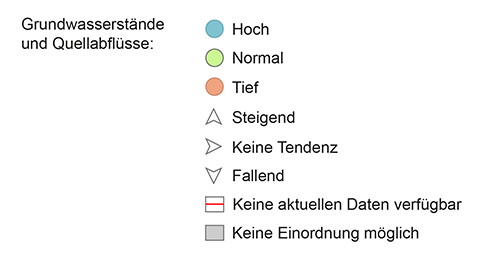 Grundwasserstände
und Quellabflüsse:
Hoch
Normal
Tief
Steigend
Keine Tendenz
Fallend
Keine aktuellen Daten verfügbar
Keine Einordnung möglich